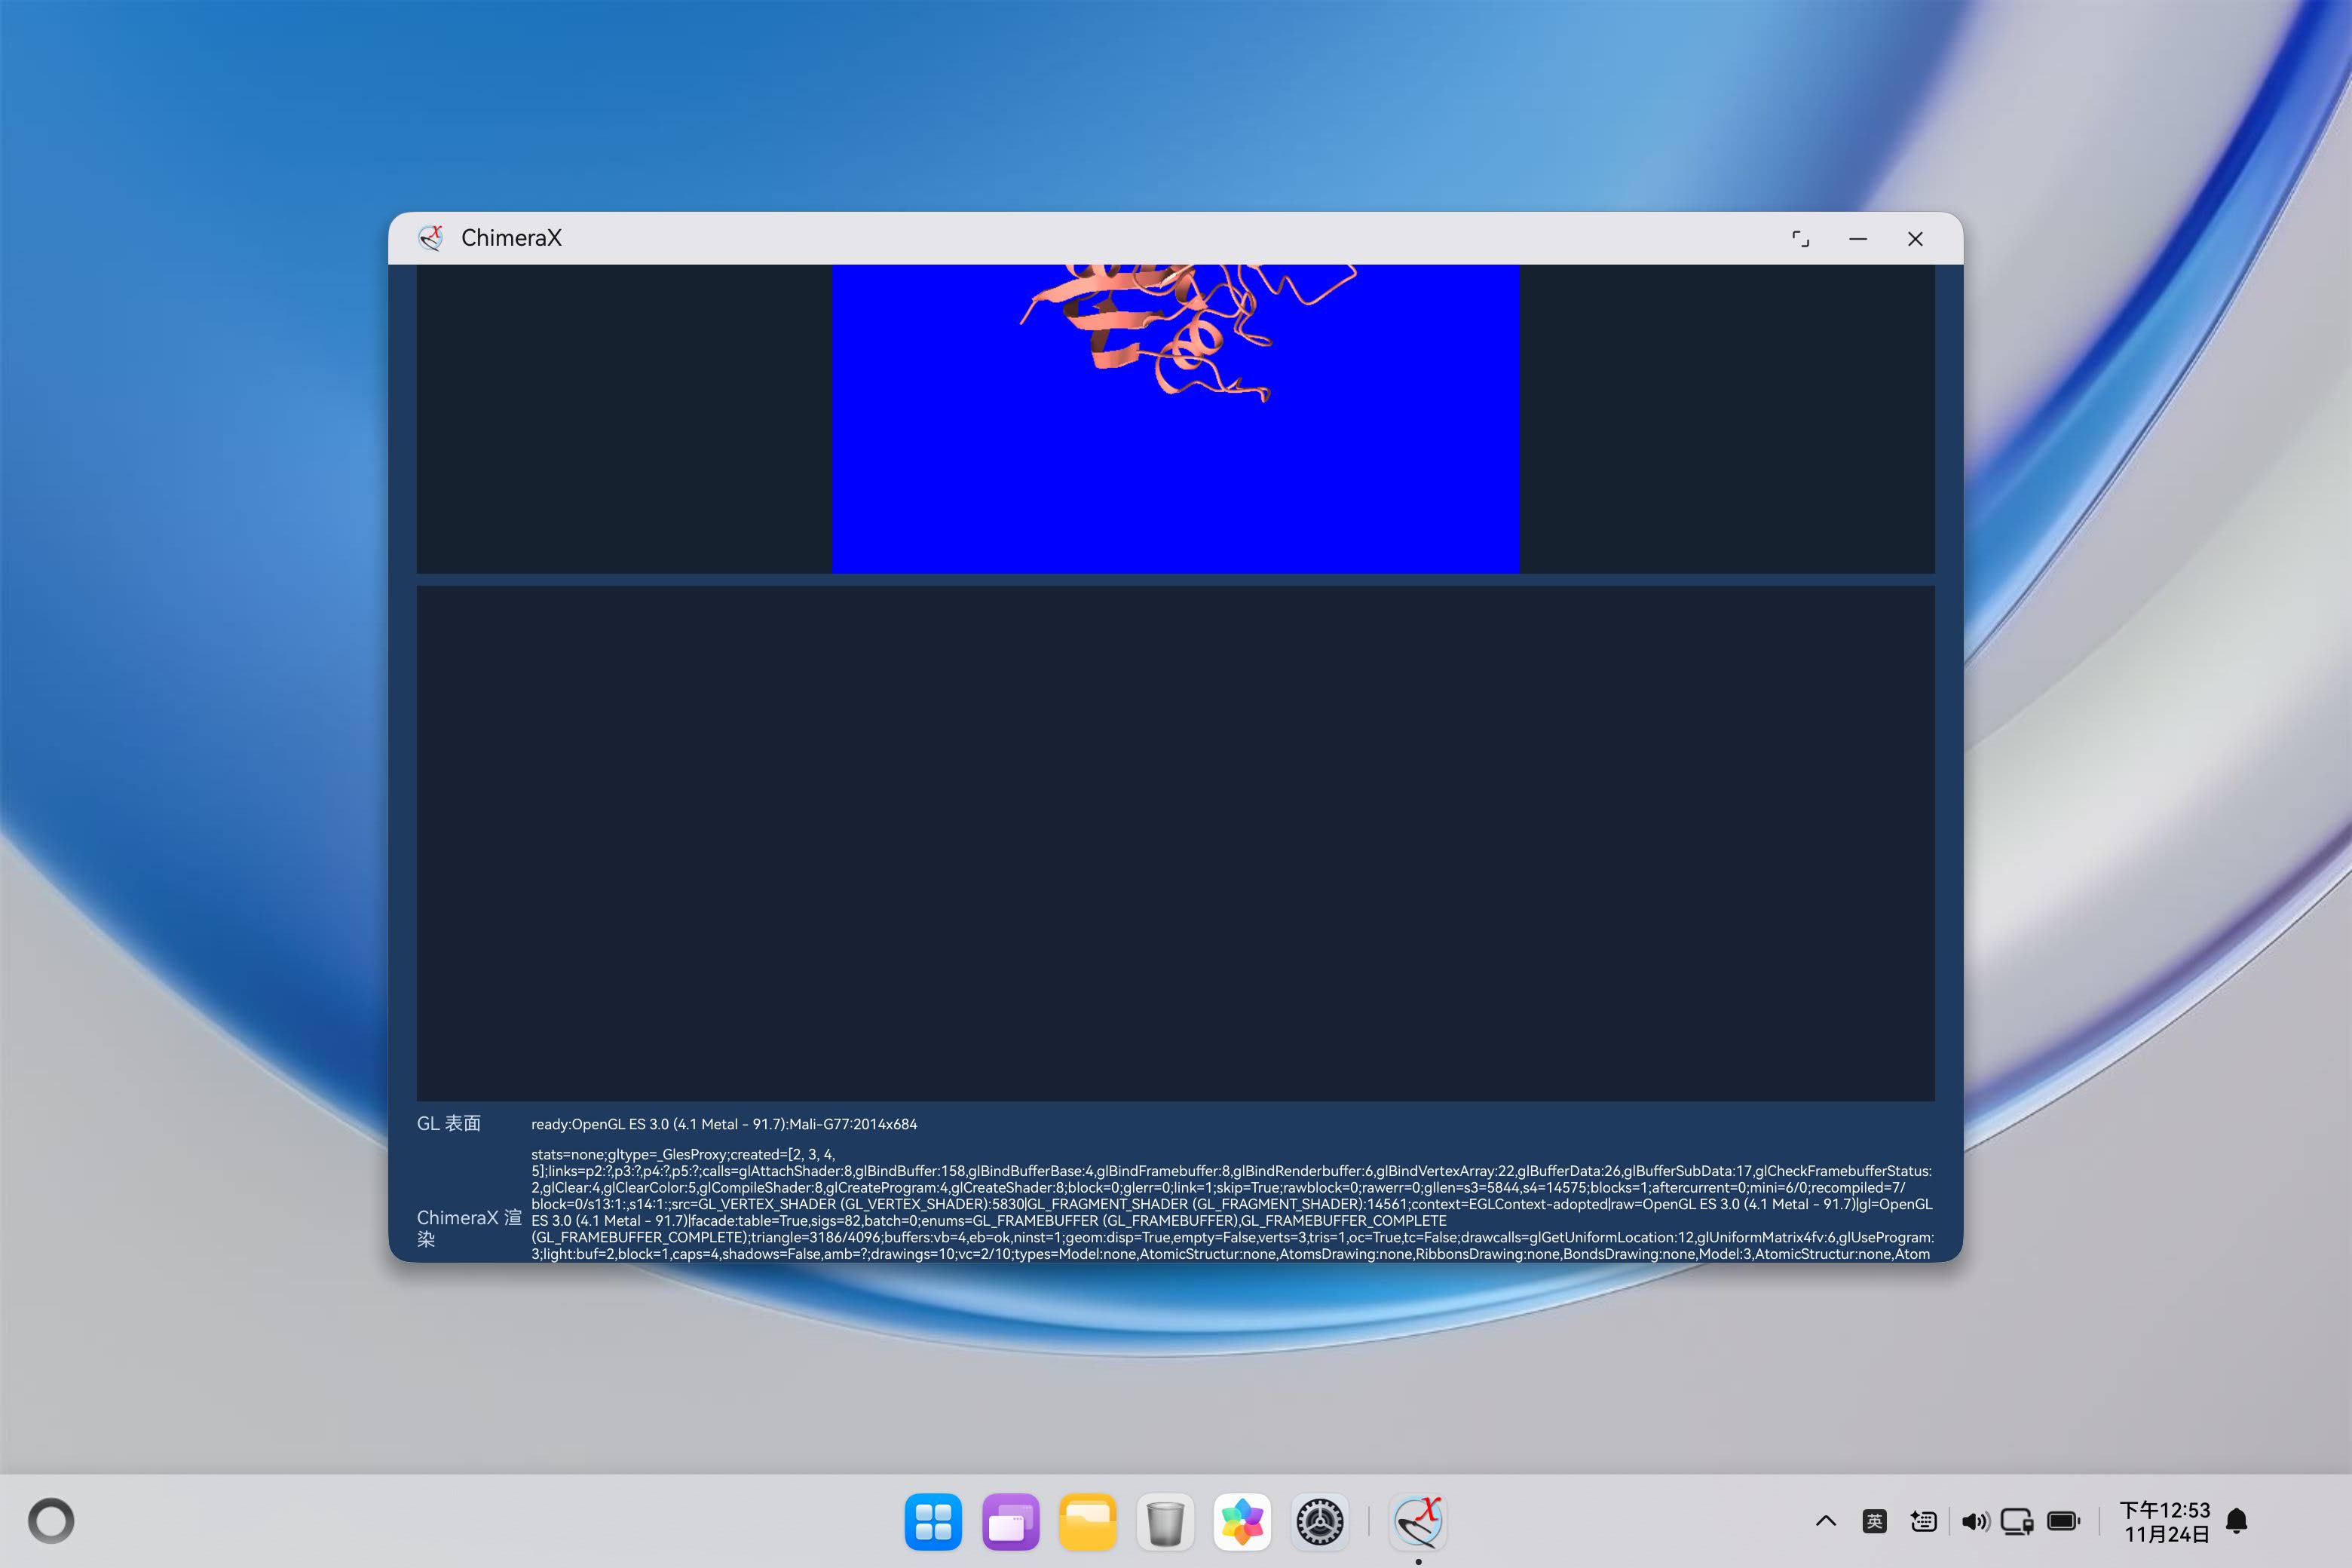 ChimeraX
GL 表面
ready:OpenGL ES 3.0 (4.1 Metal - 91.7):Mali-G77:2014x684
ChimeraX 渲
染
stats=none;gltype=_GlesProxy;created=[2, 3, 4,
5];links=p2:?,p3:?,p4:?,p5:?;calls=glAttachShader:8,glBindBuffer:158,glBindBufferBase:4,glBindFramebuffer:8,glBindRenderbuffer:6,glBindVertexArray:22,glBufferData:26,glBufferSubData:17,glCheckFramebufferStatus:
2,glClear:4,glClearColor:5,glCompileShader:8,glCreateProgram:4,glCreateShader:8;block=0;glerr=0;link=1;skip=True;rawblock=0;rawerr=0;gllen=s3=5844,s4=14575;blocks=1;aftercurrent=0;mini=6/0;recompiled=7/
block=0/s13:1:,s14:1:;src=GL_VERTEX_SHADER (GL_VERTEX_SHADER):5830|GL_FRAGMENT_SHADER (GL_FRAGMENT_SHADER):14561;context=EGLContext-adopted|raw=OpenGL ES 3.0 (4.1 Metal - 91.7)|gl=OpenGL
ES 3.0 (4.1 Metal - 91.7)|facade:table=True,sigs=82,batch=0;enums=GL_FRAMEBUFFER (GL_FRAMEBUFFER),GL_FRAMEBUFFER_COMPLETE
(GL_FRAMEBUFFER_COMPLETE);triangle=3186/4096;buffers:vb=4,eb=ok,ninst=1;geom:disp=True,empty=False,verts=3,tris=1,oc=True,tc=False;drawcalls=glGetUniformLocation:12,glUniformMatrix4fv:6,glUseProgram:
3;light:buf=2,block=1,caps=4,shadows=False,amb=?;drawings=10;vc=2/10;types=Model:none,AtomicStructur:none,AtomsDrawing:none,RibbonsDrawing:none,BondsDrawing:none,Model:3,AtomicStructur:none,Atom
英
下午12:53
11月24日